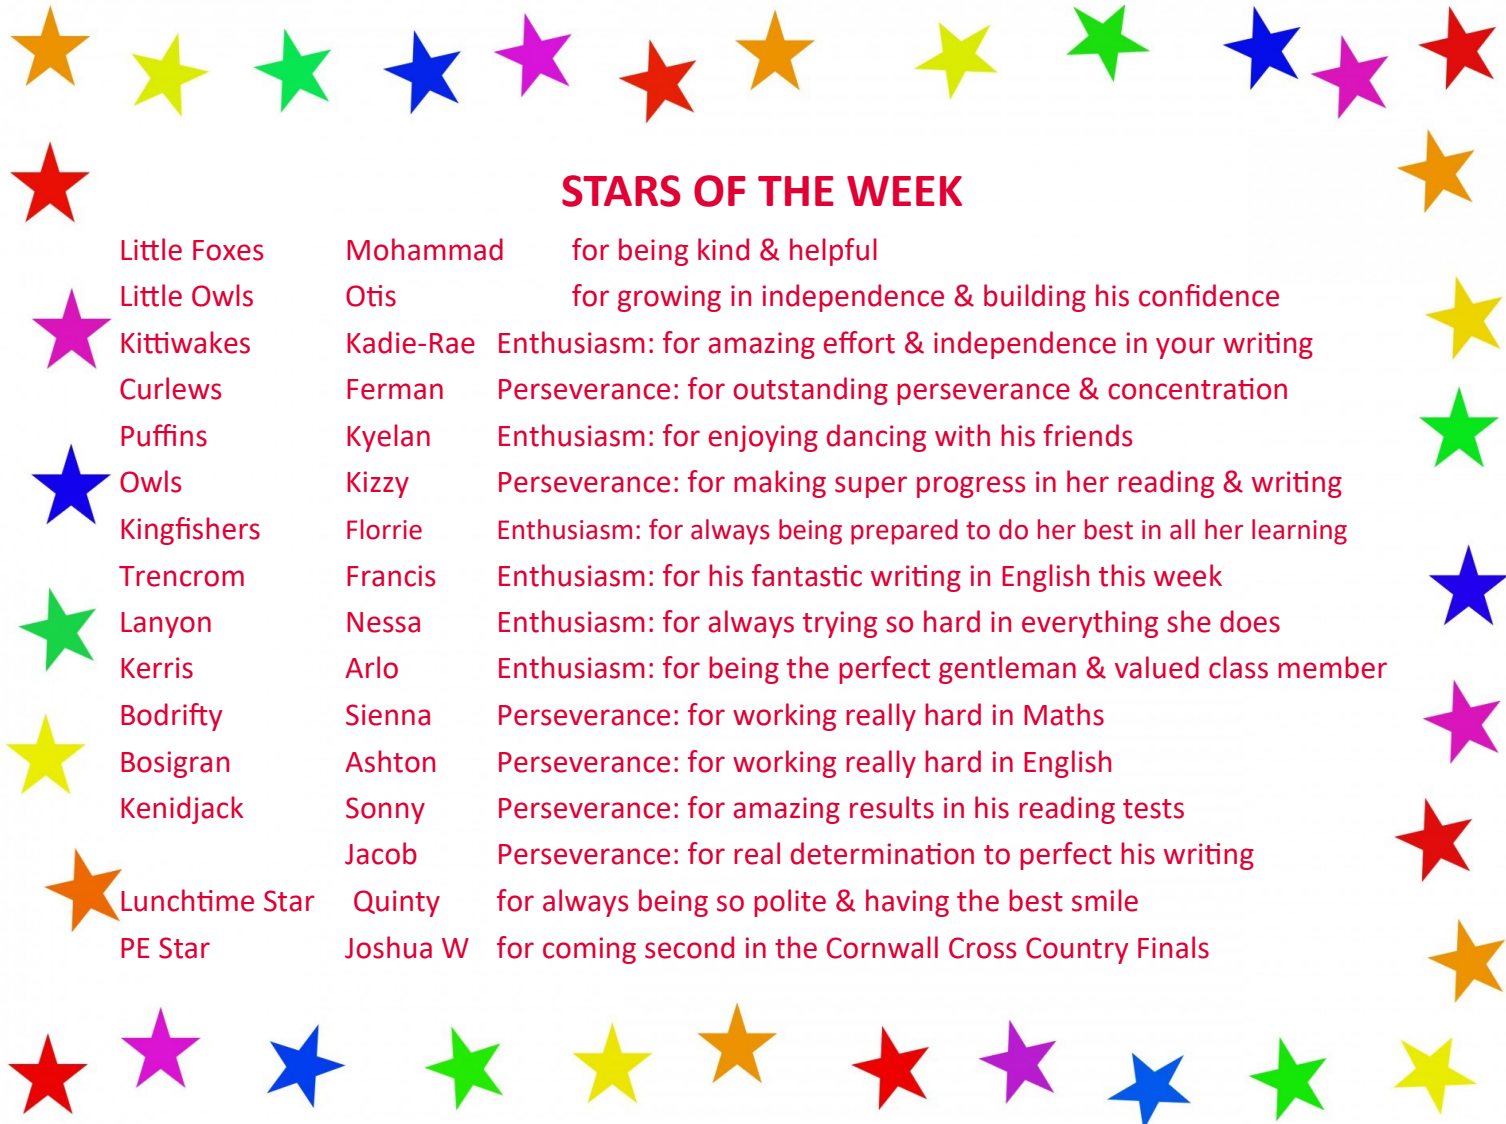 STARS OF THE WEEK
Little Foxes Mohammad for being kind & helpful
Little Owls Otis for growing in independence & building his confidence
Kittiwakes Kadie-Rae Enthusiasm: for amazing effort & independence in your writing
Curlews Ferman Perseverance: for outstanding perseverance & concentration
Puffins Kyelan Enthusiasm: for enjoying dancing with his friends
Owls Kizzy Perseverance: for making super progress in her reading & writing
Kingfishers Florrie Enthusiasm: for always being prepared to do her best in all her learning
Trencrom Francis Enthusiasm: for his fantastic writing in English this week
Lanyon Nessa Enthusiasm: for always trying so hard in everything she does
Kerris Arlo Enthusiasm: for being the perfect gentleman & valued class member
Bodrifty Sienna Perseverance: for working really hard in Maths
Bosigran Ashton Perseverance: for working really hard in English
Kenidjack Sonny Perseverance: for amazing results in his reading tests
Jacob Perseverance: for real determination to perfect his writing
Lunchtime Star Quinty for always being so polite & having the best smile
PE Star Joshua W for coming second in the Cornwall Cross Country Finals